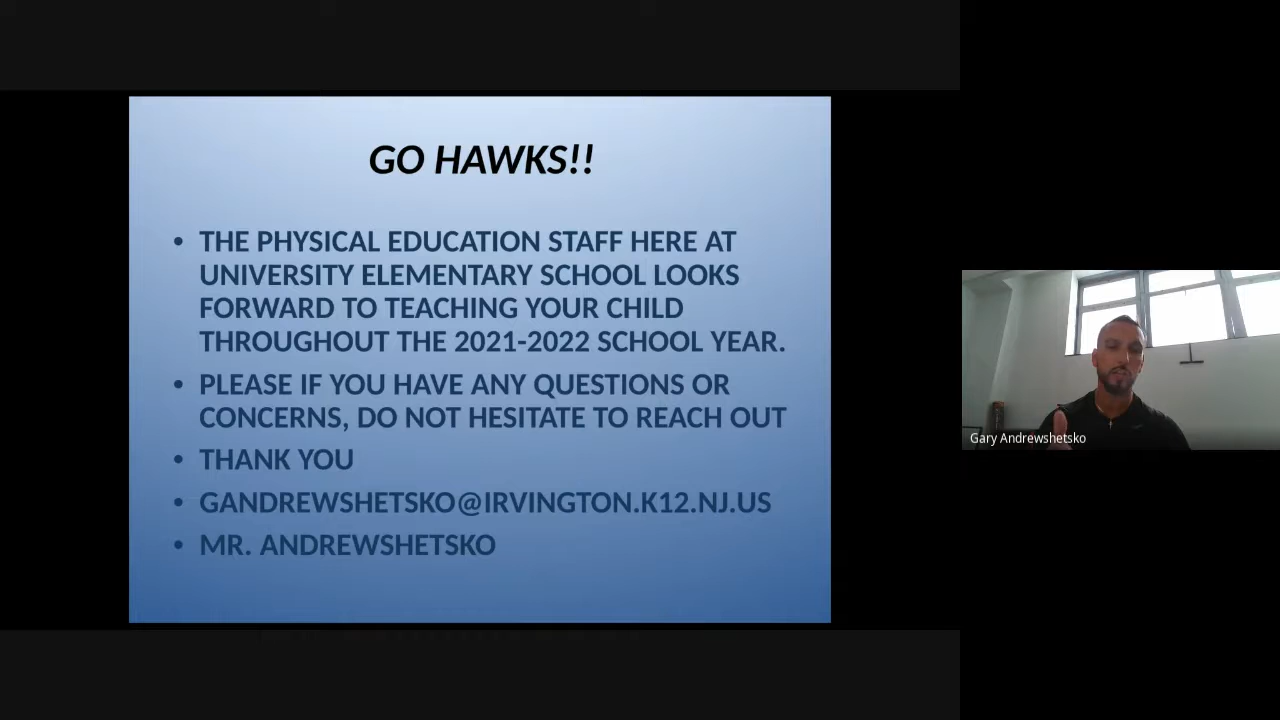 GO HAWKS!!
• THE PHYSICAL EDUCATION STAFF HERE AT
UNIVERSITY ELEMENTARY SCHOOL LOOKS
FORWARD TO TEACHING YOUR CHILD
THROUGHOUT THE 2021-2022 SCHOOL YEAR.
• PLEASE IF YOU HAVE ANY QUESTIONS OR
CONCERNS, DO NOT HESITATE TO REACH OUT
• THANK YOU
• GANDREWSHETSKO@IRVINGTON.K12.NJ.US
• MR. ANDREWSHETSKO
Gary Andrewshetsko